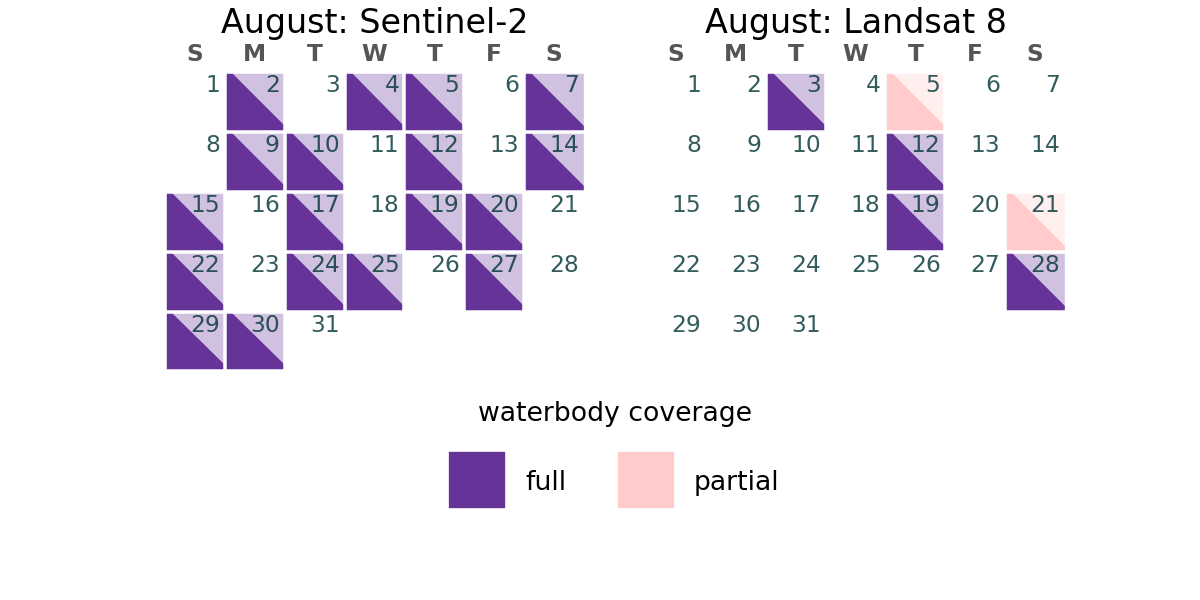 August: Sentinel-2
S M T W T F S
1 2 3 4 5 6 7
8 9 10 11 12 13 14
15 16 17 18 19 20 21
22 23 24 25 26 27 28
29 30 31
August: Landsat 8
S M T W T F S
1 2 3 4 5 6 7
8 9 10 11 12 13 14
15 16 17 18 19 20 21
22 23 24 25 26 27 28
29 30 31
waterbody coverage
full
partial